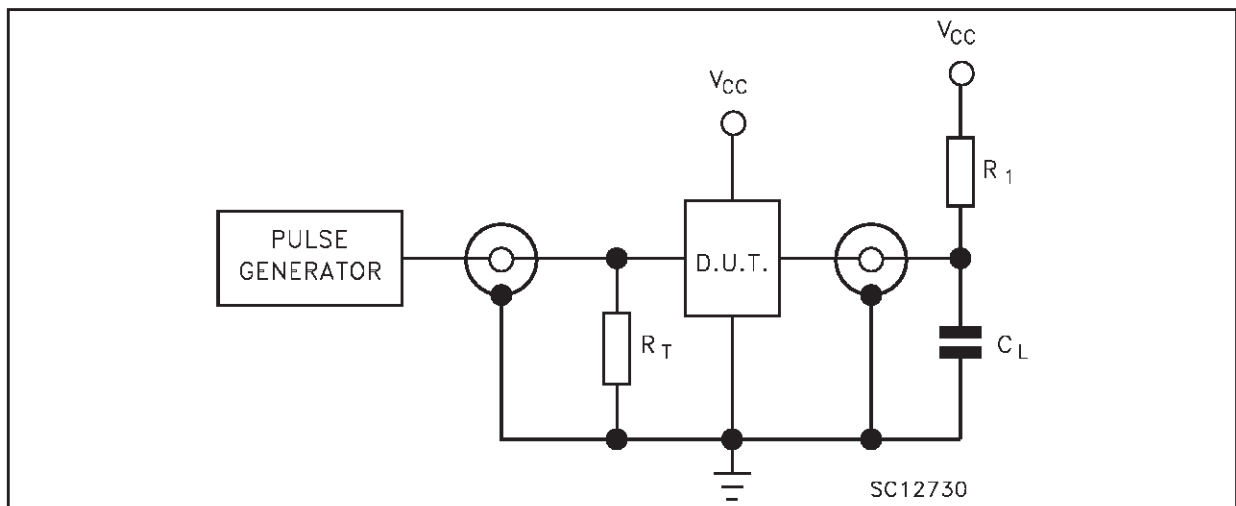 VCC
VCC
R1
PULSE
GENERATOR
D.U.T.
RT
CL
SC12730